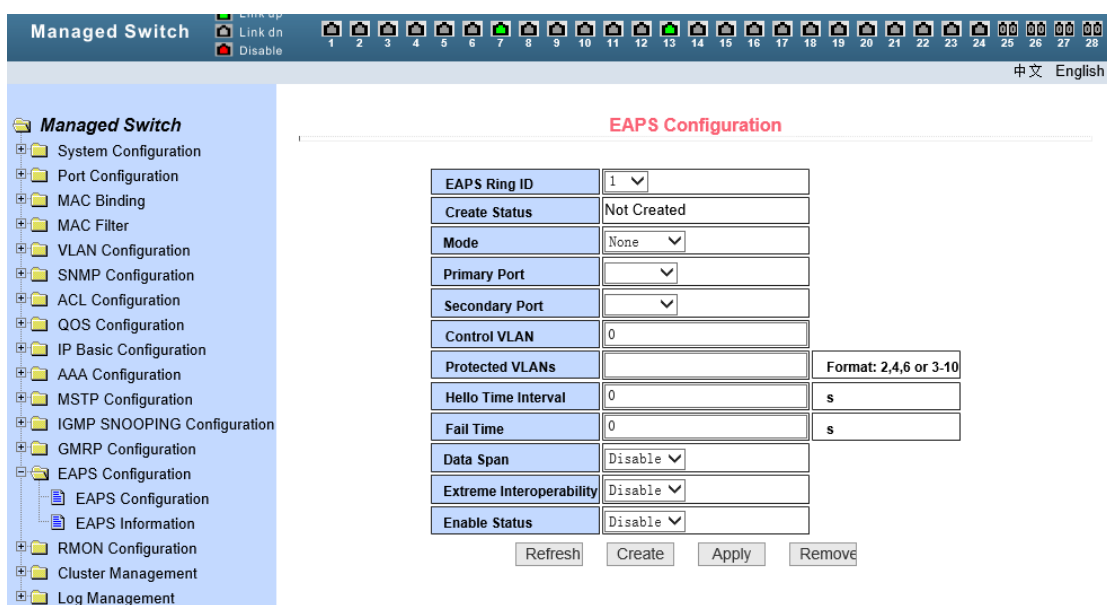 Managed Switch
Link up
Link dn
Disable
1 2 3 4 5 6 7 8 9 10 11 12 13 14 15 16 17 18 19 20 21 22 23 24 25 26 27 28
中文 English
Managed Switch
System Configuration
Port Configuration
MAC Binding
MAC Filter
VLAN Configuration
SNMP Configuration
ACL Configuration
QOS Configuration
IP Basic Configuration
AAA Configuration
MSTP Configuration
IGMP SNOOPING Configuration
GMRP Configuration
EAPS Configuration
EAPS Configuration
EAPS Information
RMON Configuration
Cluster Management
Log Management
EAPS Configuration
EAPS Ring ID 1
Create Status Not Created
Mode None
Primary Port
Secondary Port
Control VLAN 0
Protected VLANs Format: 2,4,6 or 3-10
Hello Time Interval 0 s
Fail Time 0 s
Data Span Disable
Extreme Interoperability Disable
Enable Status Disable
Refresh Create Apply Remove